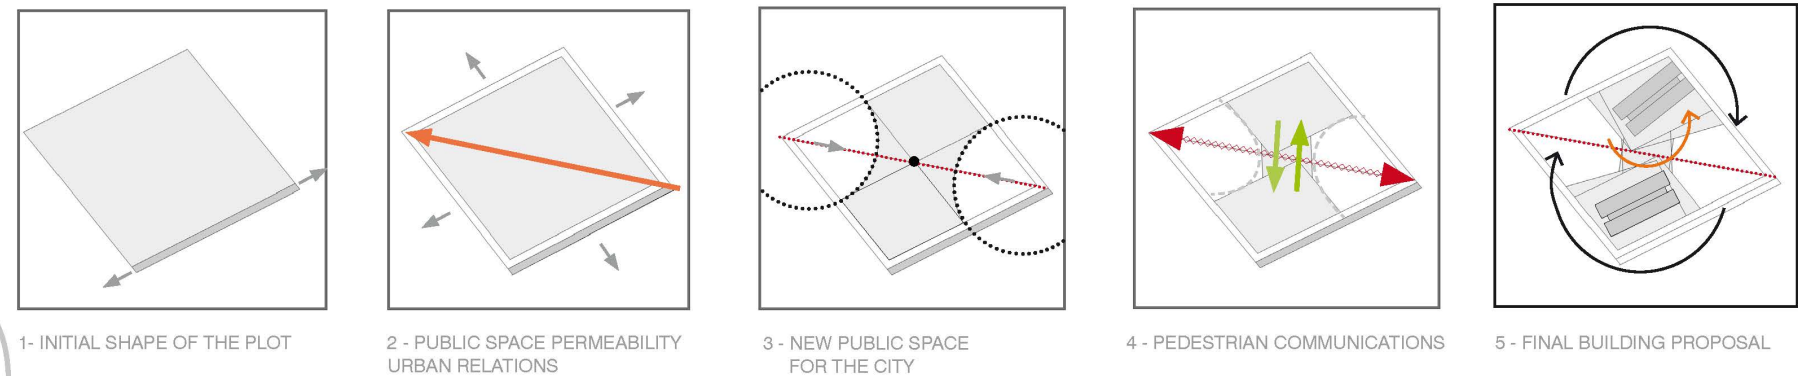 1- INITIAL SHAPE OF THE PLOT
2 - PUBLIC SPACE PERMEABILITY
URBAN RELATIONS
3 - NEW PUBLIC SPACE
FOR THE CITY
4 - PEDESTRIAN COMMUNICATIONS
5 - FINAL BUILDING PROPOSAL